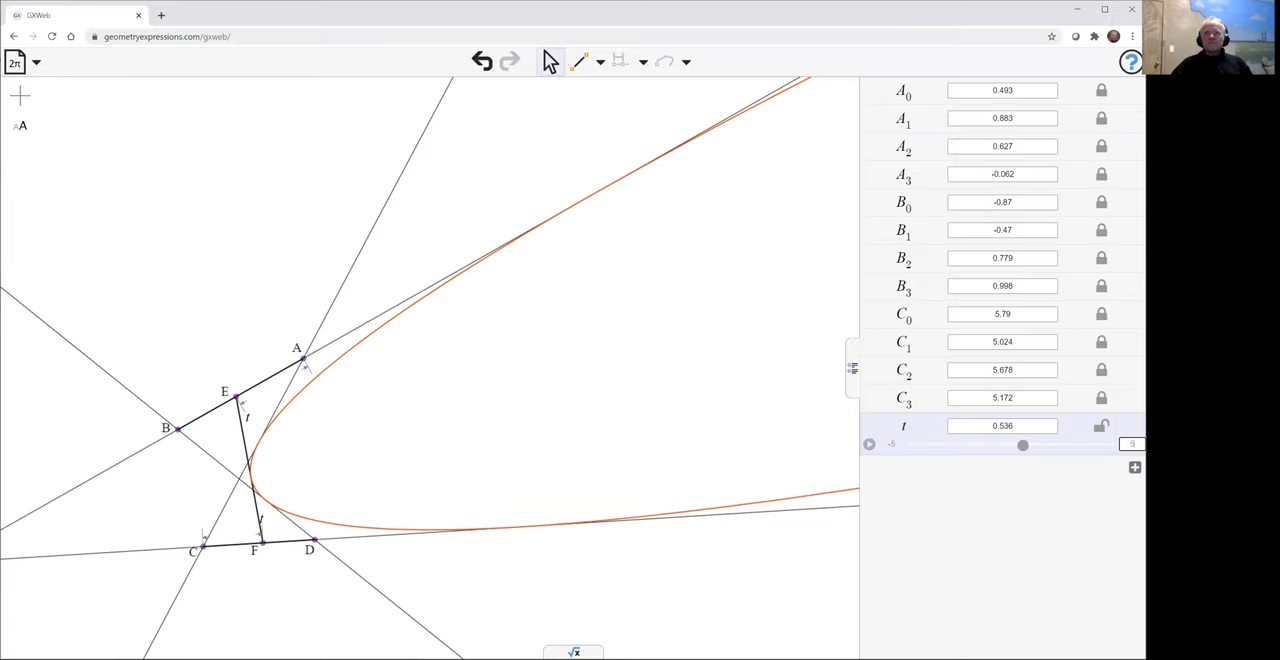 GXWeb
geometryexpressions.com/gxweb/
2π
?
AA
A
E
t
B
t
C
F
D
A0 0.493
A1 0.883
A2 0.627
A3 -0.062
B0 -0.87
B1 -0.47
B2 0.779
B3 0.998
C0 5.79
C1 5.024
C2 5.678
C3 5.172
t 0.536
-5 5
√x